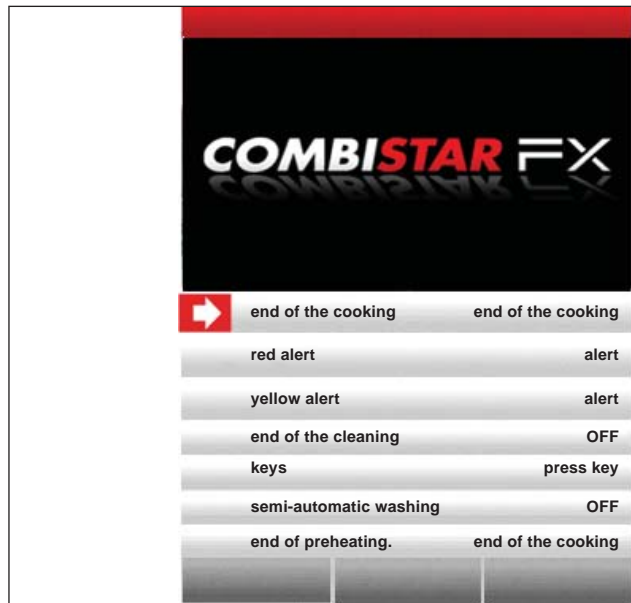 COMBISTAR FX
end of the cooking end of the cooking
red alert alert
yellow alert alert
end of the cleaning OFF
keys press key
semi-automatic washing OFF
end of preheating. end of the cooking